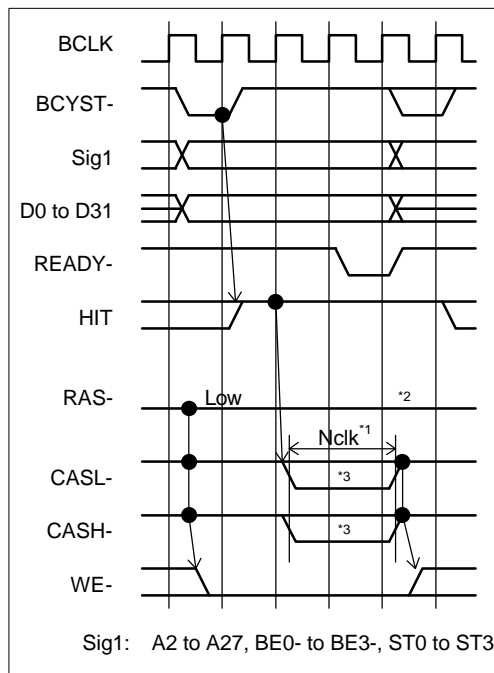 BCLK
BCYST-
Sig1
D0 to D31
READY-
HIT
RAS-
Low
*2
Nclk*1
CASL-
*3
CASH-
*3
WE-
Sig1: A2 to A27, BE0- to BE3-, ST0 to ST3